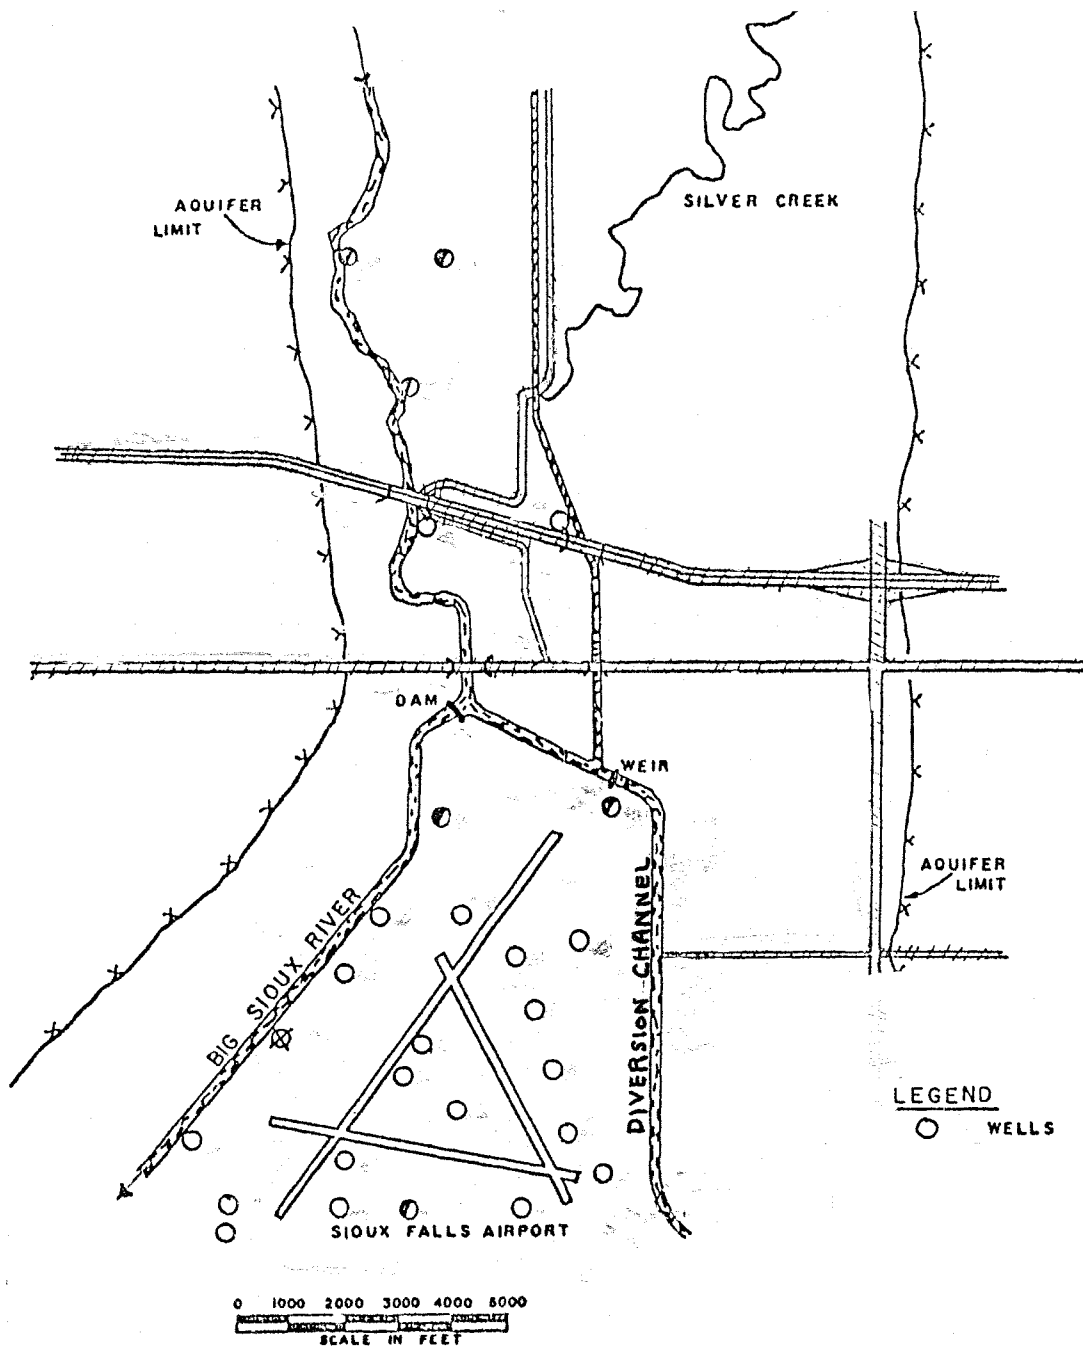 SILVER CREEK
AQUIFER
LIMIT
DAM
WEIR
AQUIFER
LIMIT
BIG SIOUX RIVER
DIVERSION CHANNEL
LEGEND
WELLS
SIOUX FALLS AIRPORT
0 1000 2000 3000 4000 5000
SCALE IN FEET